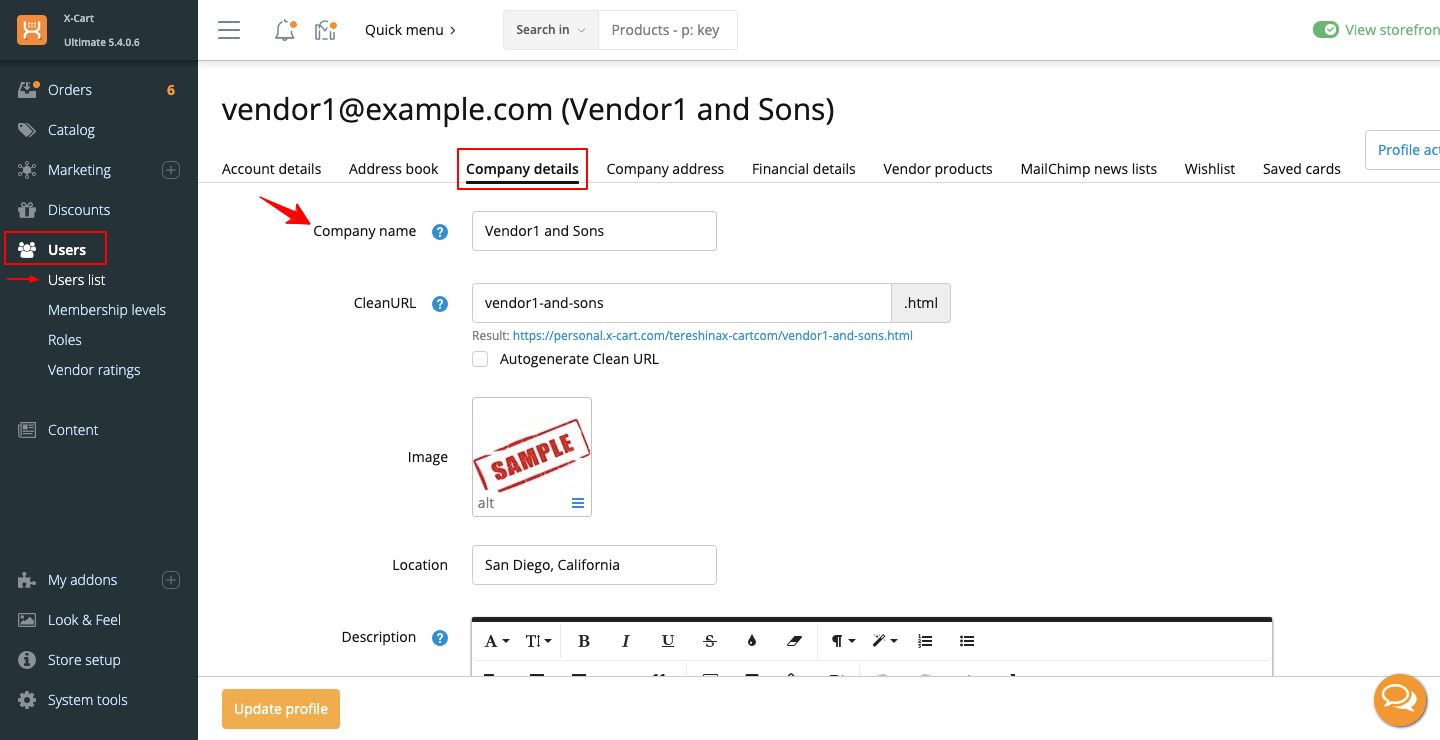 X-Cart
Ultimate 5.4.0.6
Quick menu
Search in
Products - p: key
View storefron
Orders
6
Catalog
Marketing
Discounts
Users
Users list
Membership levels
Roles
Vendor ratings
Content
My addons
Look & Feel
Store setup
System tools
vendor1@example.com (Vendor1 and Sons)
Profile act
Account details
Address book
Company details
Company address
Financial details
Vendor products
MailChimp news lists
Wishlist
Saved cards
Company name
?
Vendor1 and Sons
CleanURL
?
vendor1-and-sons
.html
Result: https://personal.x-cart.com/tereshinax-cartcom/vendor1-and-sons.html
Autogenerate Clean URL
Image
SAMPLE
alt
Location
San Diego, California
Description
?
A
T
B
I
U
S
¶
Update profile